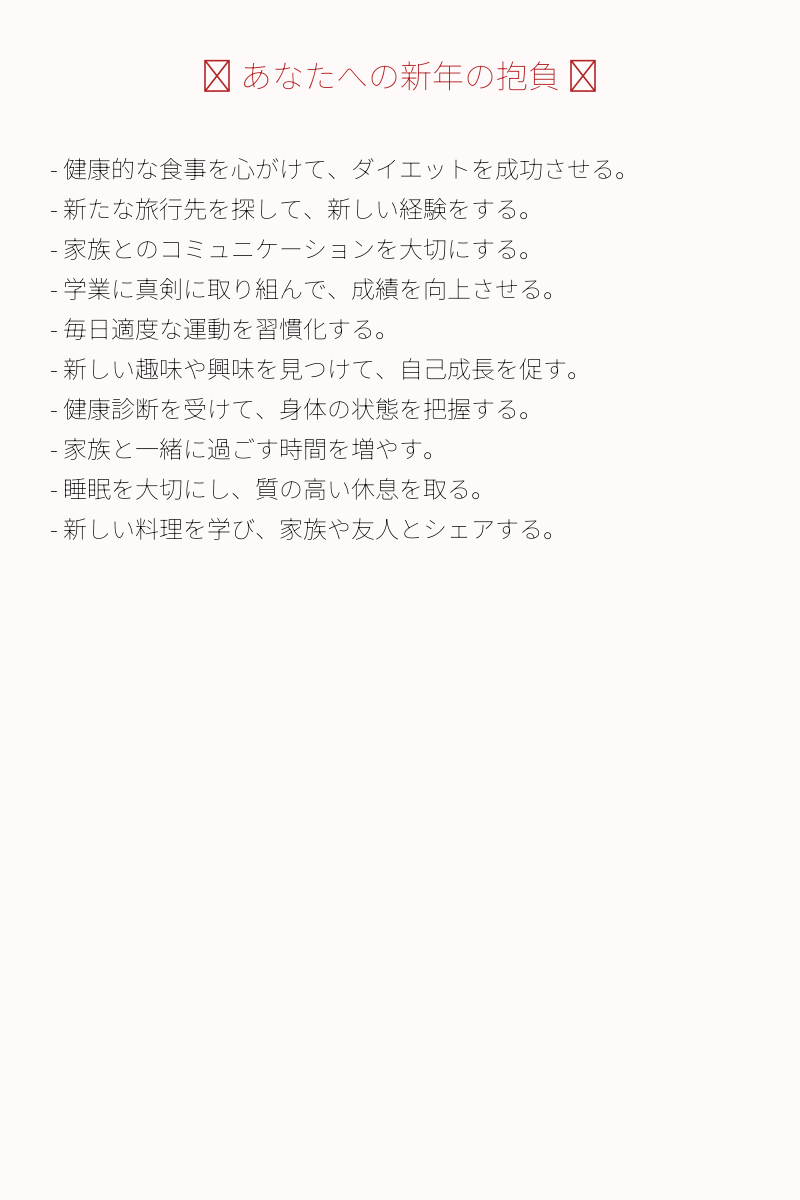 あなたへの新年の抱負
- 健康的な食事を心がけて、ダイエットを成功させる。
- 新たな旅行先を探して、新しい経験をする。
- 家族とのコミュニケーションを大切にする。
- 学業に真剣に取り組んで、成績を向上させる。
- 毎日適度な運動を習慣化する。
- 新しい趣味や興味を見つけて、自己成長を促す。
- 健康診断を受けて、身体の状態を把握する。
- 家族と一緒に過ごす時間を増やす。
- 睡眠を大切にし、質の高い休息を取る。
- 新しい料理を学び、家族や友人とシェアする。